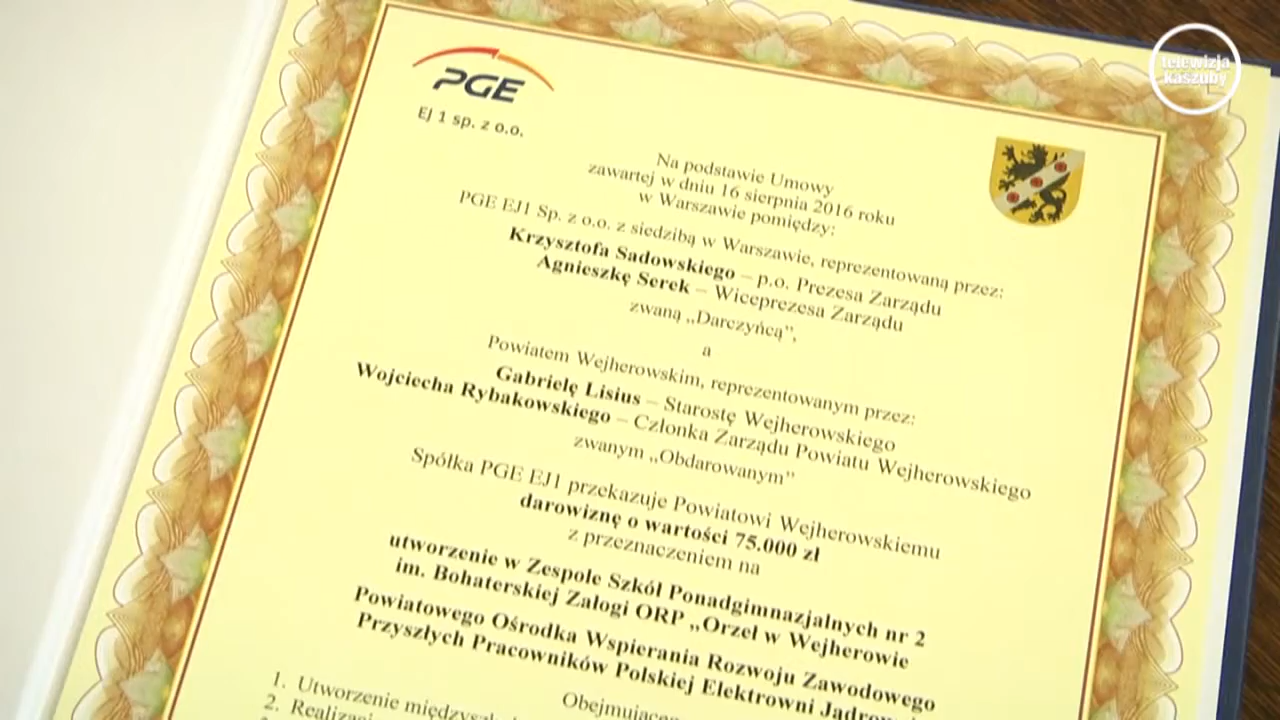 telewizja
kaszuby
PGE
EJ 1 sp. z o.o.
Na podstawie Umowy
zawartej w dniu 16 sierpnia 2016 roku
w Warszawie pomiędzy:
PGE EJ1 Sp. z o.o. z siedzibą w Warszawie, reprezentowaną przez:
Krzysztofa Sadowskiego – p.o. Prezesa Zarządu
Agnieszkę Serek – Wiceprezesa Zarządu
zwaną „Darczyńcą”,
a
Powiatem Wejherowskim, reprezentowanym przez:
Gabrielę Lisius – Starostę Wejherowskiego
Wojciecha Rybakowskiego – Członka Zarządu Powiatu Wejherowskiego
zwanym „Obdarowanym”
Spółka PGE EJ1 przekazuje Powiatowi Wejherowskiemu
darowiznę o wartości 75.000 zł
z przeznaczeniem na
utworzenie w Zespole Szkół Ponadgimnazjalnych nr 2
im. Bohaterskiej Załogi ORP „Orzeł w Wejherowie
Powiatowego Ośrodka Wspierania Rozwoju Zawodowego
Przyszłych Pracowników Polskiej Elektrowni
1. Utworzenie
2.